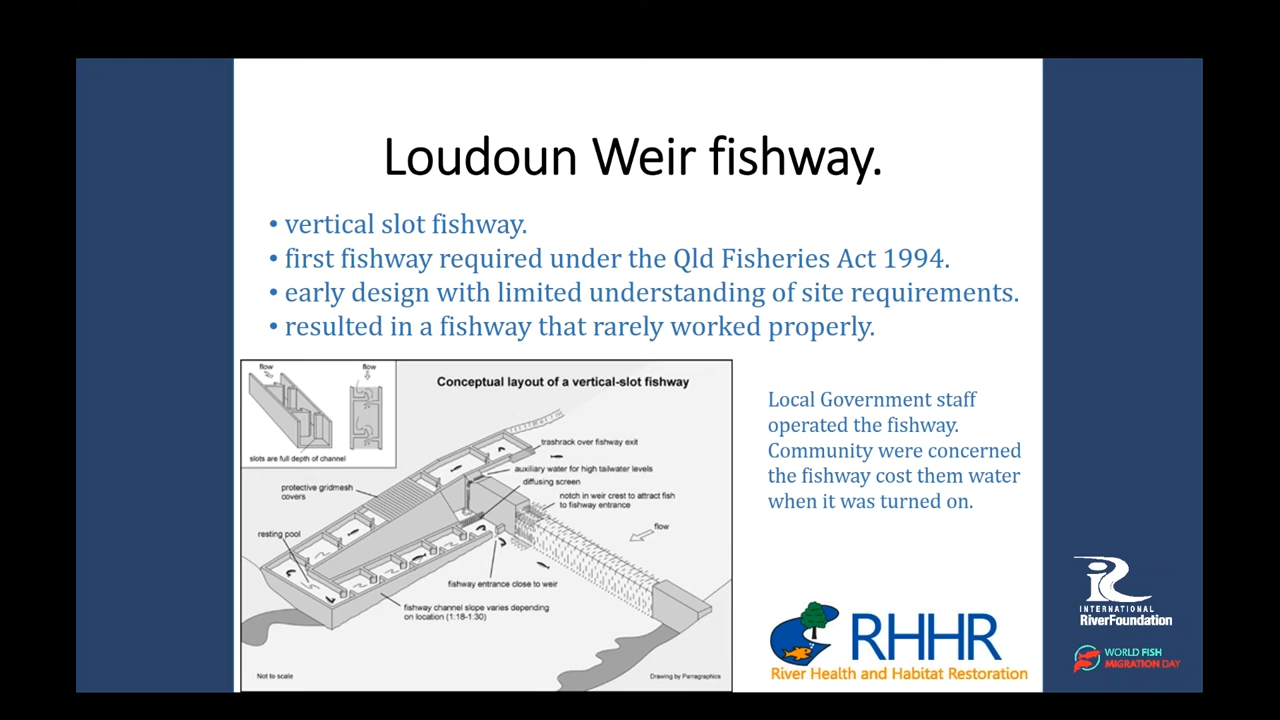 Loudoun Weir fishway.
• vertical slot fishway.
• first fishway required under the Qld Fisheries Act 1994.
• early design with limited understanding of site requirements.
• resulted in a fishway that rarely worked properly.
flow
flow
slots are full depth of channel
Conceptual layout of a vertical-slot fishway
trashrack over fishway exit
auxiliary water for high tailwater levels
diffusing screen
protective gridmesh
covers
notch in weir crest to attract fish
to fishway entrance
flow
resting pool
fishway entrance close to weir
fishway channel slope varies depending
on location (1:18-1:30)
Not to scale
Drawing by Parragraphics
Local Government staff
operated the fishway.
Community were concerned
the fishway cost them water
when it was turned on.
RHHR
River Health and Habitat Restoration
INTERNATIONAL
RiverFoundation
WORLD FISH
MIGRATION DAY